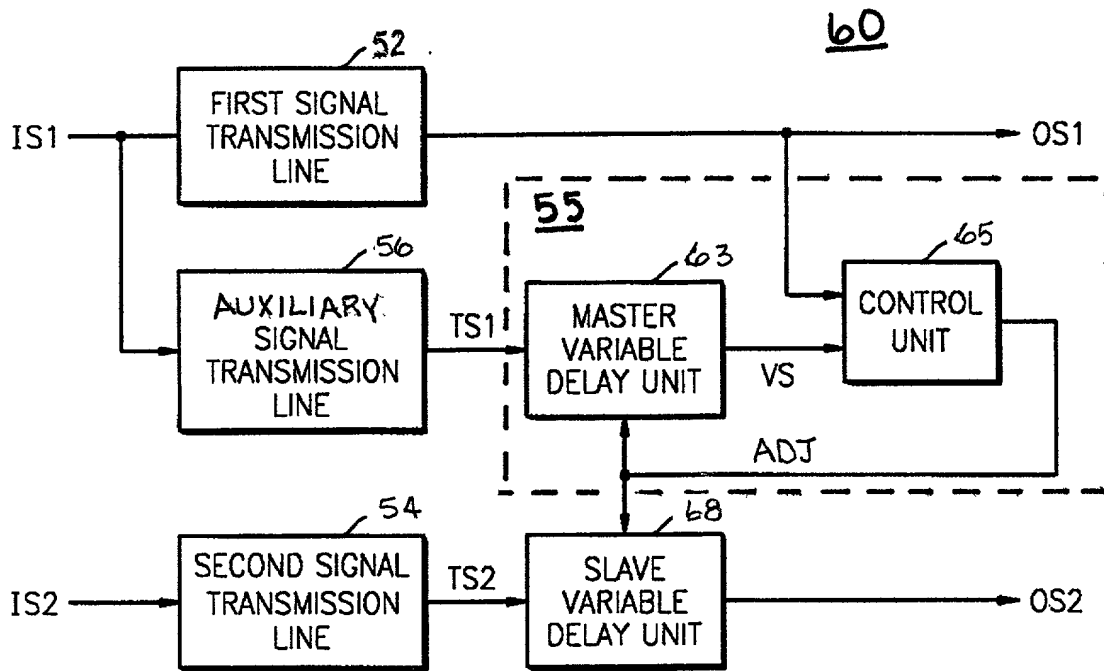 60
52
IS1
FIRST SIGNAL
TRANSMISSION
LINE
OS1
55
56
AUXILIARY
SIGNAL
TRANSMISSION
LINE
TS1
63
MASTER
VARIABLE
DELAY UNIT
VS
65
CONTROL
UNIT
ADJ
54
IS2
SECOND SIGNAL
TRANSMISSION
LINE
TS2
68
SLAVE
VARIABLE
DELAY UNIT
OS2